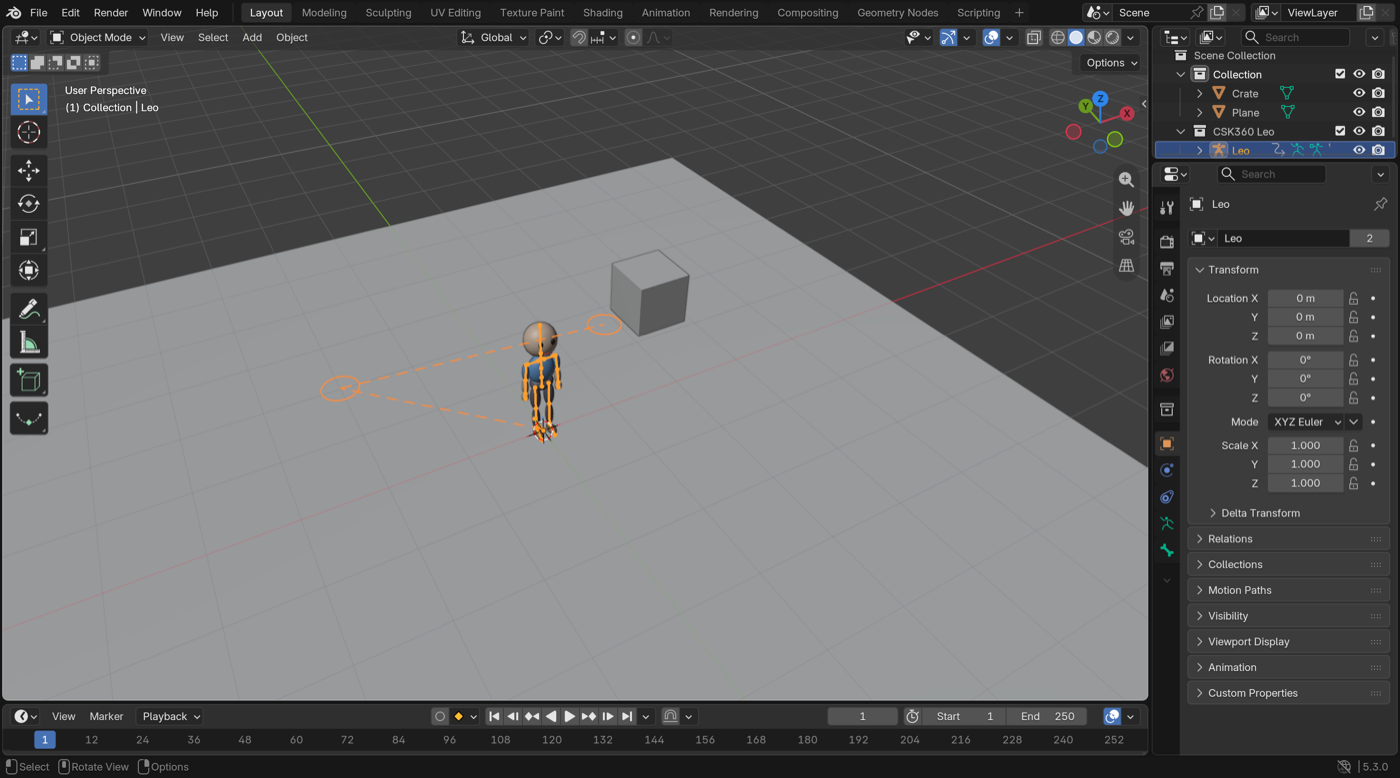 File Edit Render Window Help Layout Modeling Sculpting UV Editing Texture Paint Shading Animation Rendering Compositing Geometry Nodes Scripting + Scene ViewLayer
Object Mode View Select Add Object Global Search
Options
User Perspective
(1) Collection | Leo
Z
Y
X
Scene Collection
Collection
Crate
Plane
CSK360 Leo
Leo
Search
Leo
Leo 2
Transform
Location X 0 m
Y 0 m
Z 0 m
Rotation X 0°
Y 0°
Z 0°
Mode XYZ Euler
Scale X 1.000
Y 1.000
Z 1.000
Delta Transform
Relations
Collections
Motion Paths
Visibility
Viewport Display
Animation
Custom Properties
View Marker Playback 1 Start 1 End 250
1 12 24 36 48 60 72 84 96 108 120 132 144 156 168 180 192 204 216 228 240 252
Select Rotate View Options 5.3.0